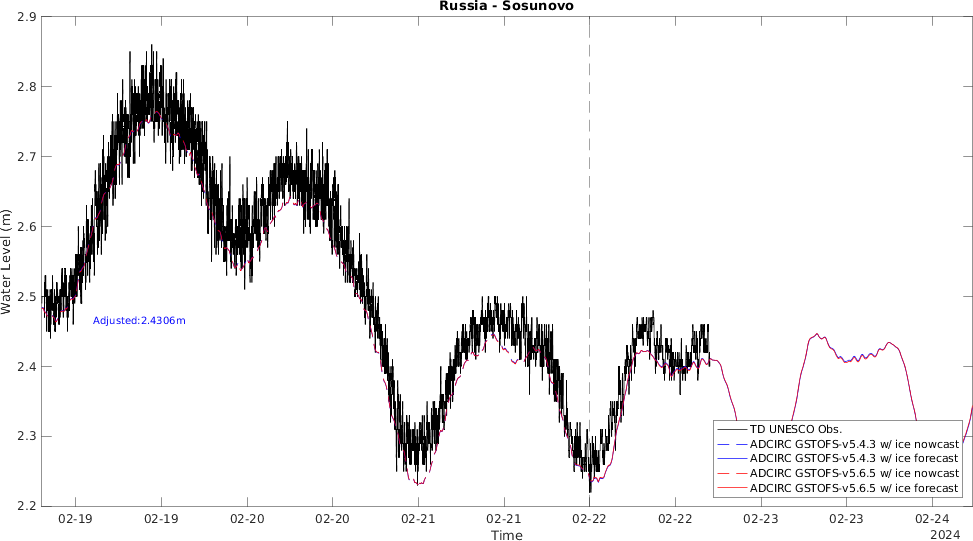 Russia - Sosunovo
2.9
2.8
2.7
2.6
2.5
2.4
2.3
2.2
Water Level (m)
Adjusted:2.4306m
TD UNESCO Obs.
ADCIRC GSTOFS-v5.4.3 w/ ice nowcast
ADCIRC GSTOFS-v5.4.3 w/ ice forecast
ADCIRC GSTOFS-v5.6.5 w/ ice nowcast
ADCIRC GSTOFS-v5.6.5 w/ ice forecast
02-19 02-19 02-20 02-20 02-21 02-21 02-22 02-22 02-23 02-23 02-24
Time
2024